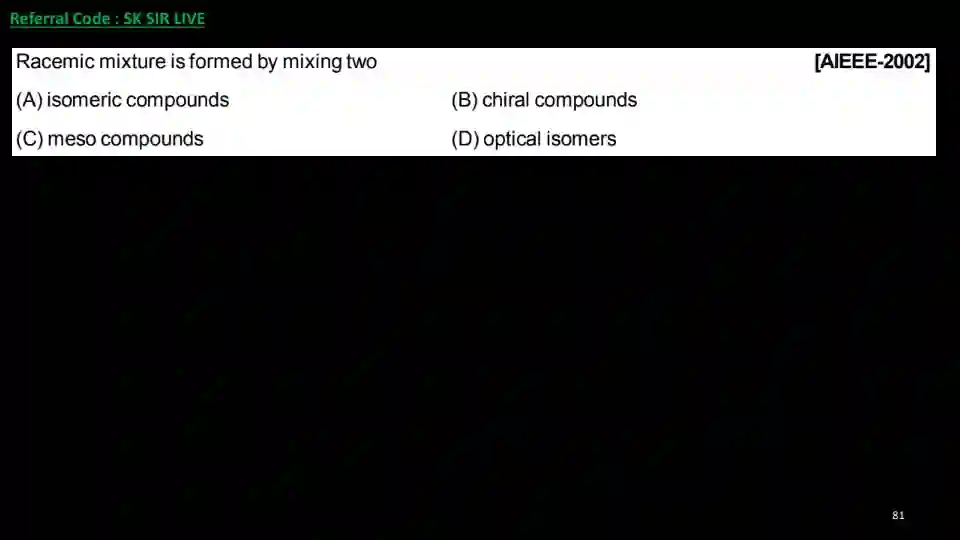 Referral Code : SK SIR LIVE
Racemic mixture is formed by mixing two [AIEEE-2002]
(A) isomeric compounds (B) chiral compounds
(C) meso compounds (D) optical isomers
81